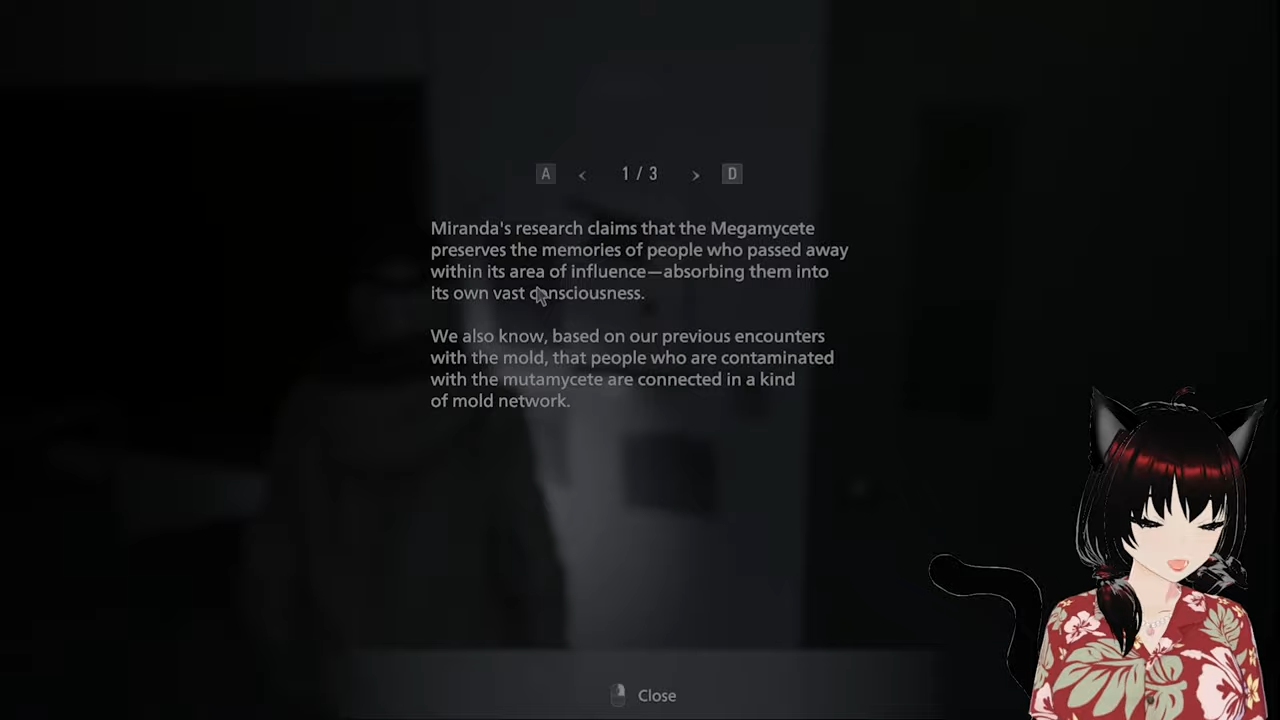 A < 1 / 3 > D
Miranda's research claims that the Megamycete
preserves the memories of people who passed away
within its area of influence—absorbing them into
its own vast consciousness.
We also know, based on our previous encounters
with the mold, that people who are contaminated
with the mutamycete are connected in a kind
of mold network.
Close